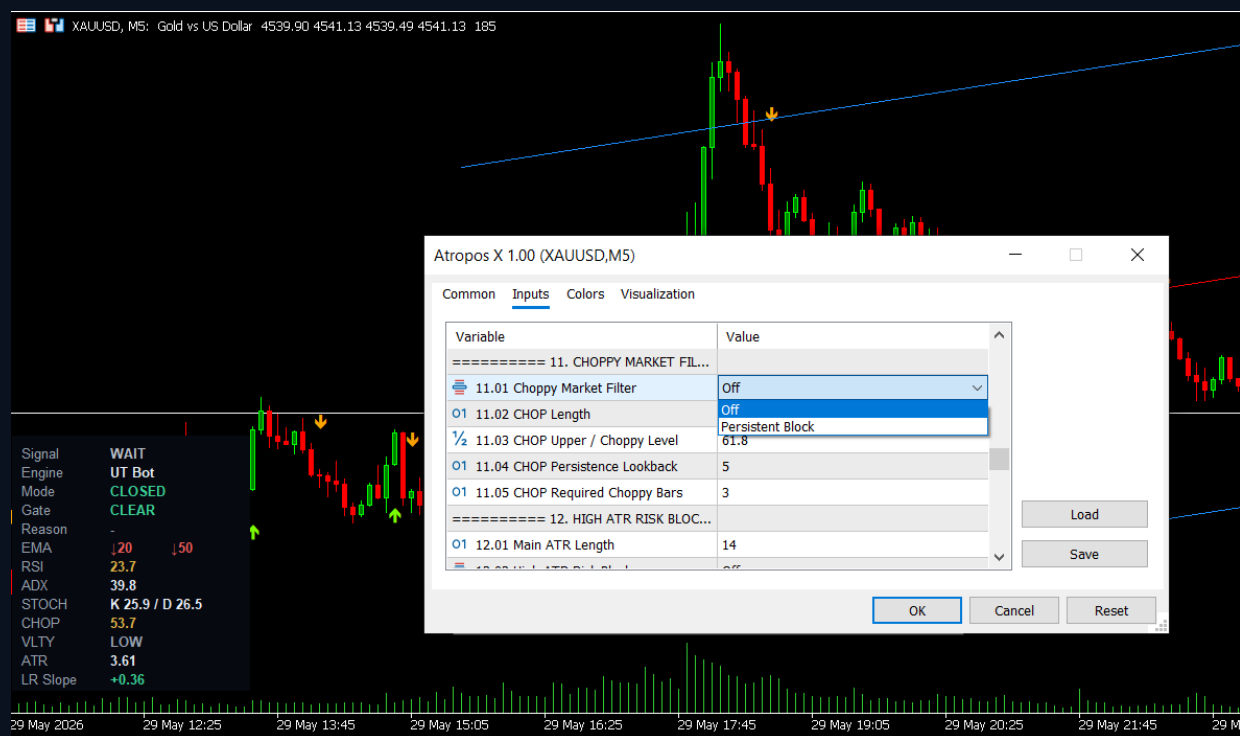 XAUUSD, M5: Gold vs US Dollar 4539.90 4541.13 4539.49 4541.13 185
Atropos X 1.00 (XAUUSD,M5)
Common Inputs Colors Visualization
Variable Value
========== 11. CHOPPY MARKET FIL...
11.01 Choppy Market Filter Off
Off
11.02 CHOP Length
Persistent Block
11.03 CHOP Upper / Choppy Level 61.8
11.04 CHOP Persistence Lookback 5
11.05 CHOP Required Choppy Bars 3
========== 12. HIGH ATR RISK BLOC...
12.01 Main ATR Length 14
Load
Save
OK Cancel Reset
Signal WAIT
Engine UT Bot
Mode CLOSED
Gate CLEAR
Reason -
EMA ↓20 ↓50
RSI 23.7
ADX 39.8
STOCH K 25.9 / D 26.5
CHOP 53.7
VLTY LOW
ATR 3.61
LR Slope +0.36
29 May 2026 29 May 12:25 29 May 13:45 29 May 15:05 29 May 16:25 29 May 17:45 29 May 19:05 29 May 20:25 29 May 21:45 29 M